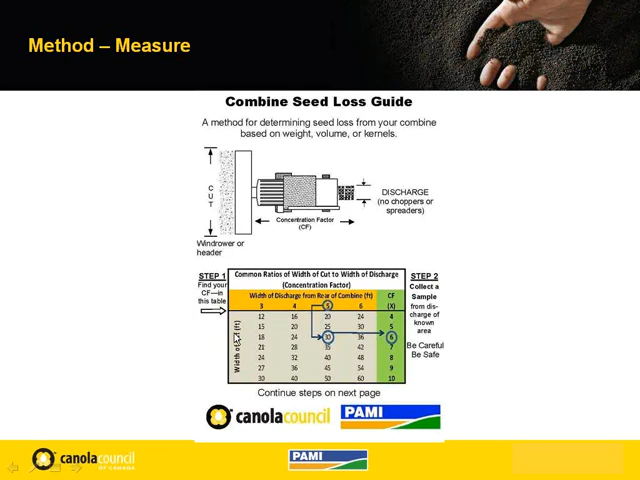 Method – Measure
Combine Seed Loss Guide
A method for determining seed loss from your combine
based on weight, volume, or kernels.
C
U
T
DISCHARGE
(no choppers or
spreaders)
Concentration Factor
(CF)
Windrower or
header
STEP 1
Find your
CF—in
this table
Common Ratios of Width of Cut to Width of Discharge
(Concentration Factor)
Width of Discharge from Rear of Combine (ft) CF
3 4 5 6 (X)
Width of Cut (ft)
12 16 20 24 4
15 20 25 30 5
18 24 30 36 6
21 28 35 42 7
24 32 40 48 8
27 36 45 54 9
30 40 50 60 10
STEP 2
Collect a
Sample
from dis-
charge of
known
area
Be Careful
Be Safe
Continue steps on next page
canolacouncil
PAMI
canolacouncil
OF CANADA
PAMI